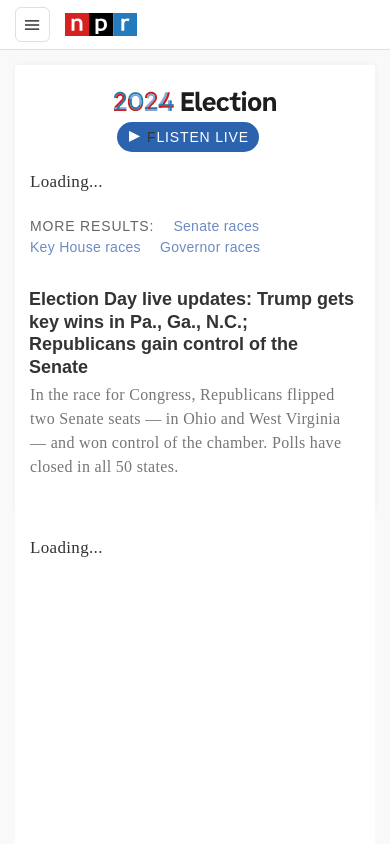 npr
2024 Election
FLISTEN LIVE
Loading...
MORE RESULTS: Senate races
Key House races Governor races
Election Day live updates: Trump gets
key wins in Pa., Ga., N.C.;
Republicans gain control of the
Senate
In the race for Congress, Republicans flipped
two Senate seats — in Ohio and West Virginia
— and won control of the chamber. Polls have
closed in all 50 states.
Loading...